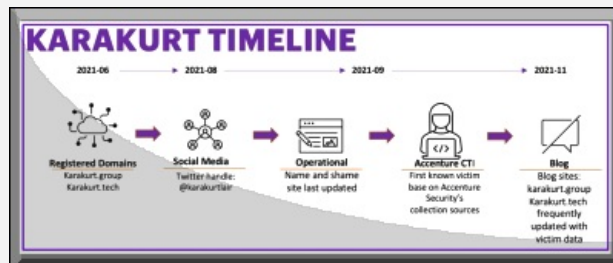 KARAKURT TIMELINE
2021-06
2021-08
2021-09
2021-11
Registered Domains
Karakurt.group
Karakurt.tech
Social Media
Twitter handle:
@karakurtlair
Operational
Name and shame
site last updated
</>
Accenture CTI
First known victim
base on Accenture
Security's
collection sources
Blog
Blog sites:
karakurt.group
Karakurt.tech
frequently
updated with
victim data